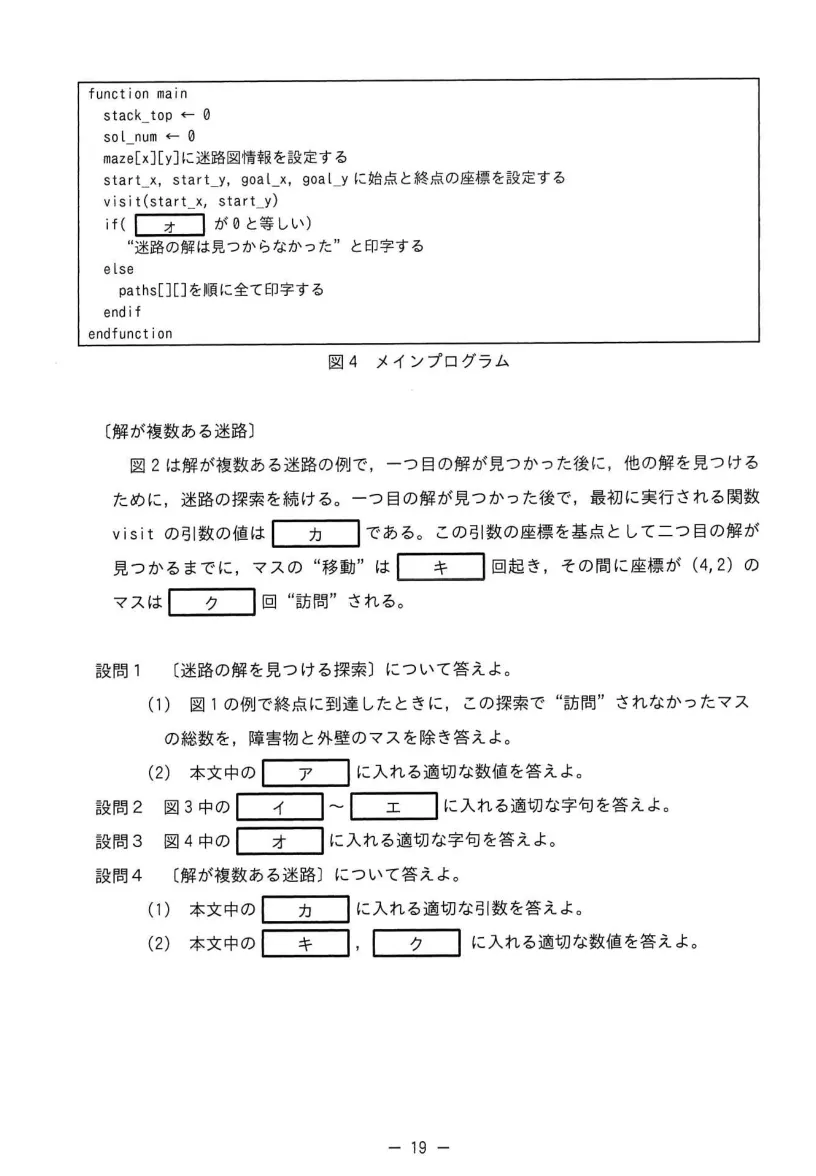 function main
stack_top ← 0
sol_num ← 0
maze[x][y]に迷路図情報を設定する
start_x, start_y, goal_x, goal_y に始点と終点の座標を設定する
visit(start_x, start_y)
if( オ が 0 と等しい)
“迷路の解は見つからなかった” と印字する
else
paths[][]を順に全て印字する
endif
endfunction
図 4 メインプログラム
〔解が複数ある迷路〕
図 2 は解が複数ある迷路の例で，一つ目の解が見つかった後に，他の解を見つける
ために，迷路の探索を続ける。一つ目の解が見つかった後で，最初に実行される関数
visit の引数の値は カ である。この引数の座標を基点として二つ目の解が
見つかるまでに，マスの “移動” は キ 回起き，その間に座標が (4,2) の
マスは ク 回 “訪問” される。
設問 1 〔迷路の解を見つける探索〕について答えよ。
(1) 図 1 の例で終点に到達したときに，この探索で “訪問” されなかったマス
の総数を，障害物と外壁のマスを除き答えよ。
(2) 本文中の ア に入れる適切な数値を答えよ。
設問 2 図 3 中の イ ～ エ に入れる適切な字句を答えよ。
設問 3 図 4 中の オ に入れる適切な字句を答えよ。
設問 4 〔解が複数ある迷路〕について答えよ。
(1) 本文中の カ に入れる適切な引数を答えよ。
(2) 本文中の キ ， ク に入れる適切な数値を答えよ。
— 19 —